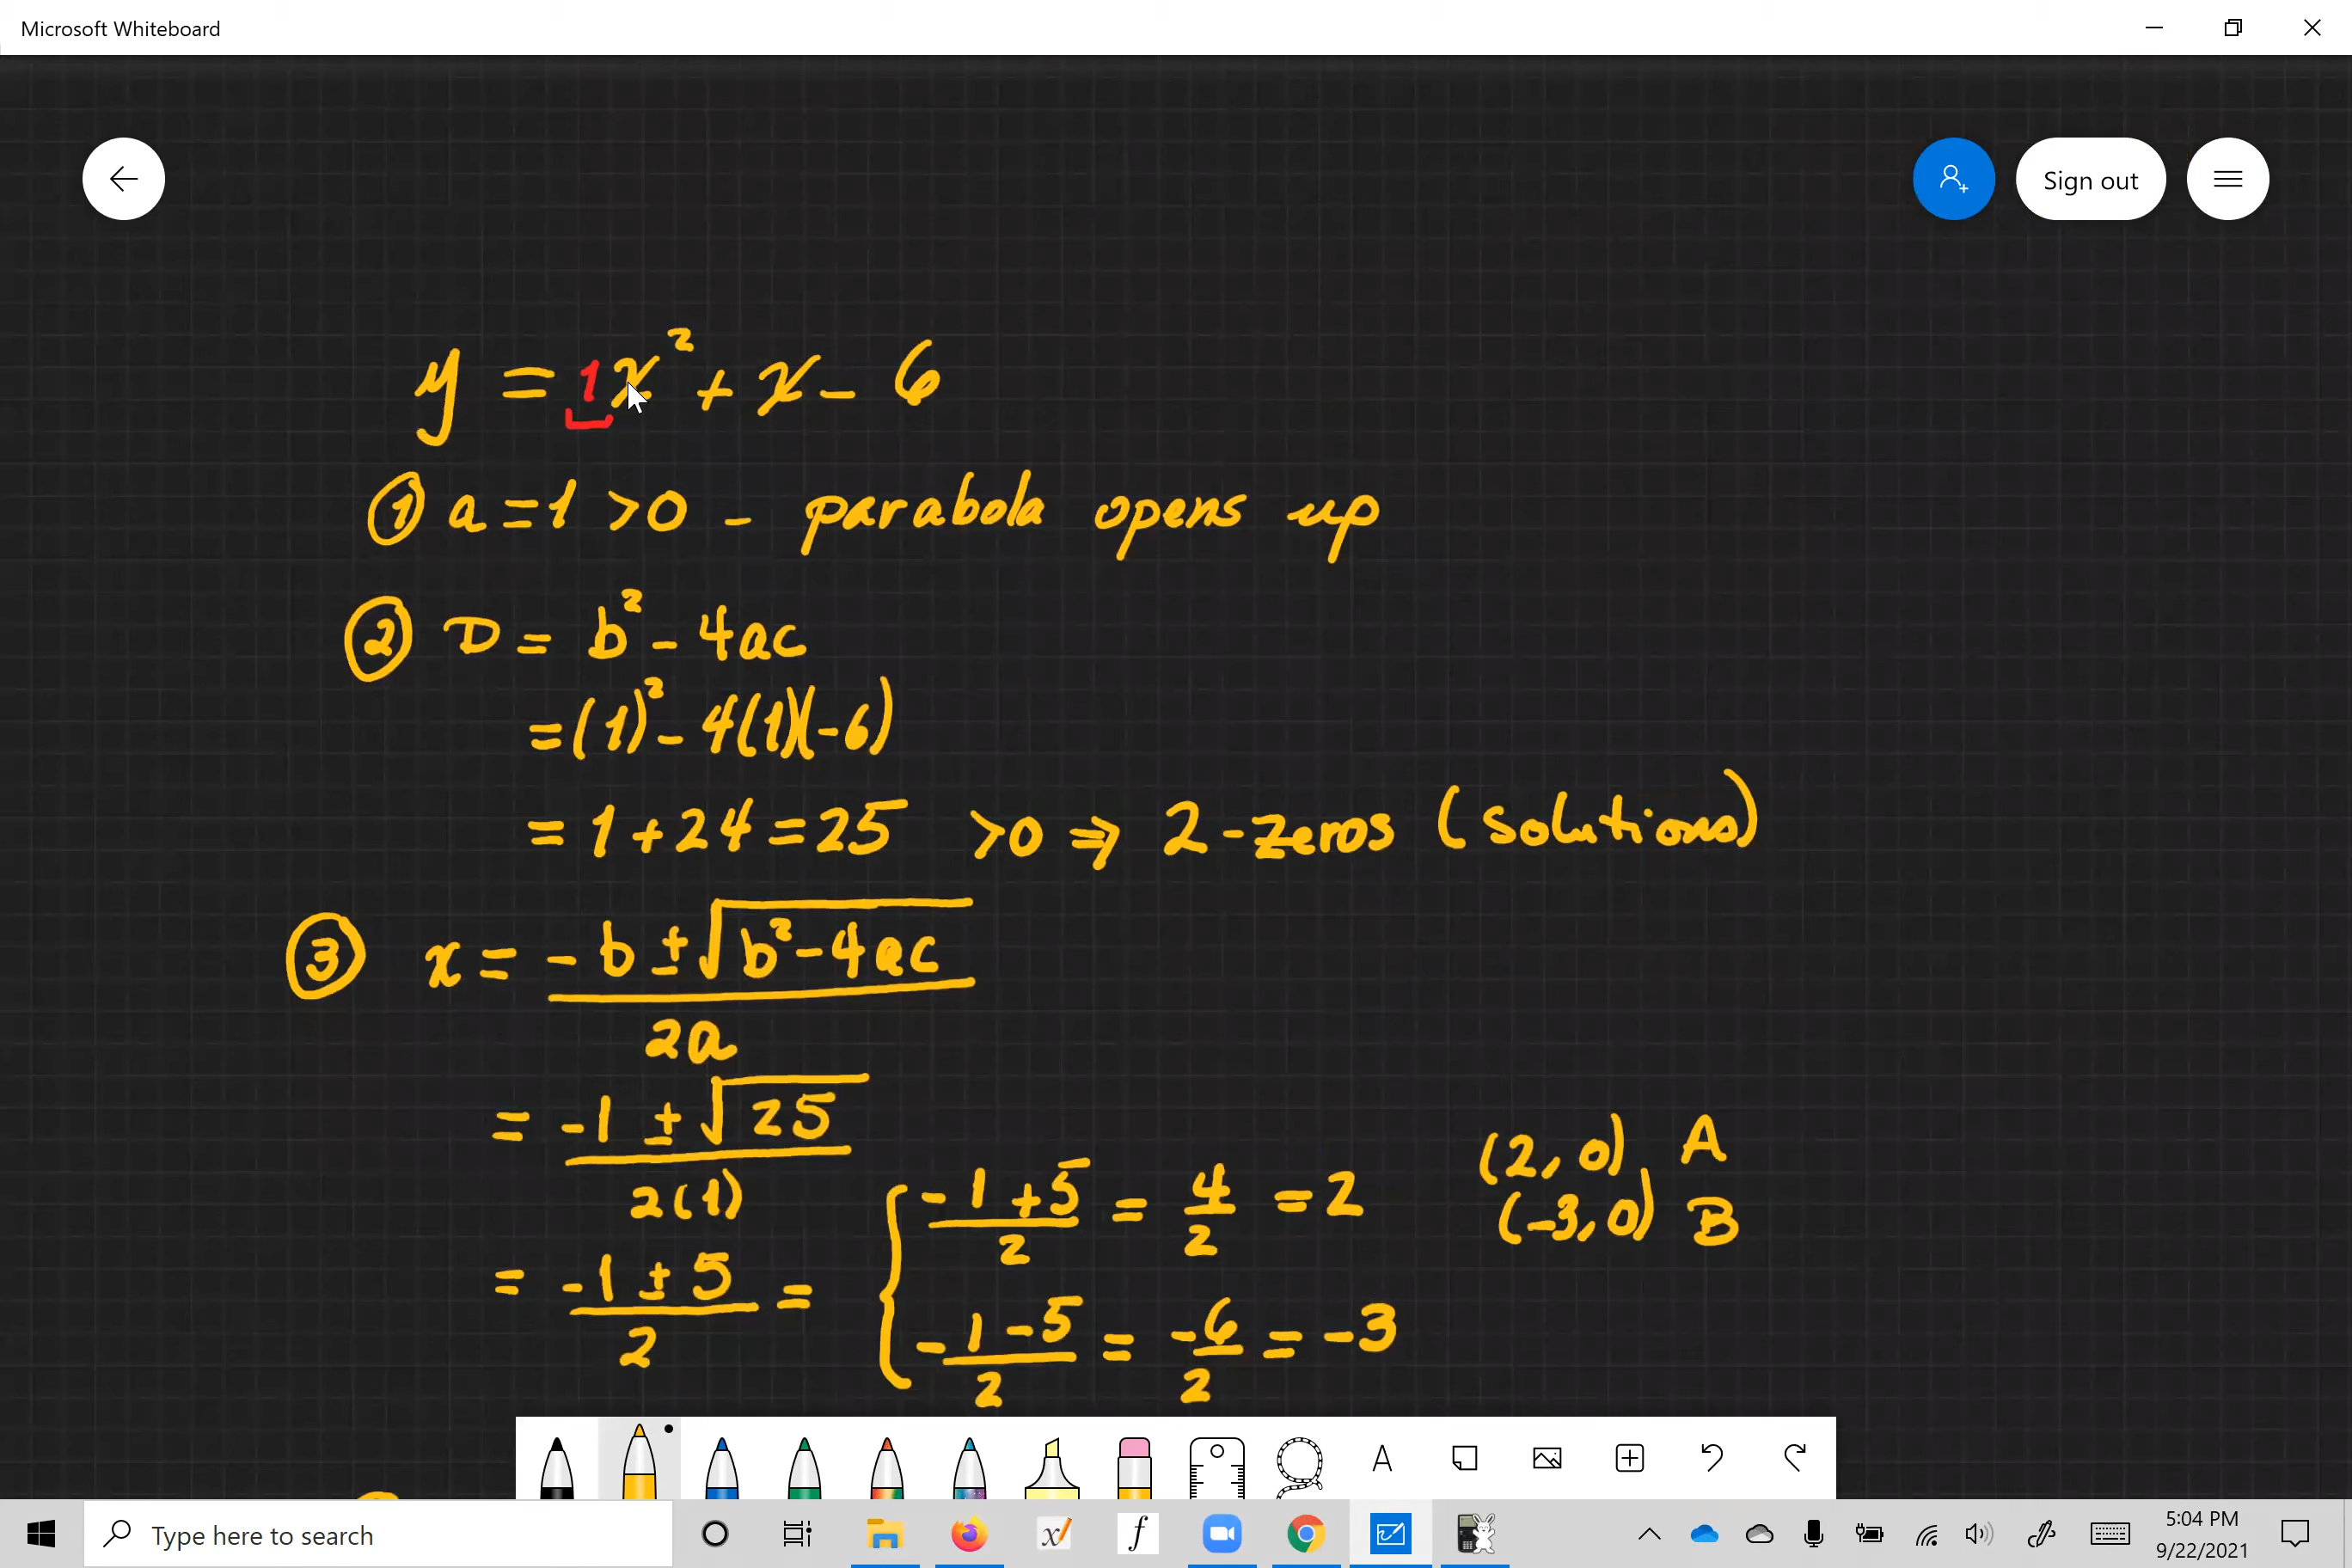 Microsoft Whiteboard
Sign out
y = 1x² + x - 6
① a = 1 > 0 - parabola opens up
② D = b² - 4ac
= (1)² - 4(1)(-6)
= 1 + 24 = 25 > 0 ⇒ 2 - zeros (solutions)
③ x = -b ± √(b² - 4ac) / 2a
= -1 ± √25 / 2(1)
= -1 ± 5 / 2 = { -1 + 5 / 2 = 4/2 = 2
-1 - 5 / 2 = -6/2 = -3
(2, 0) A
(-3, 0) B
A
Type here to search
x
f
5:04 PM
9/22/2021